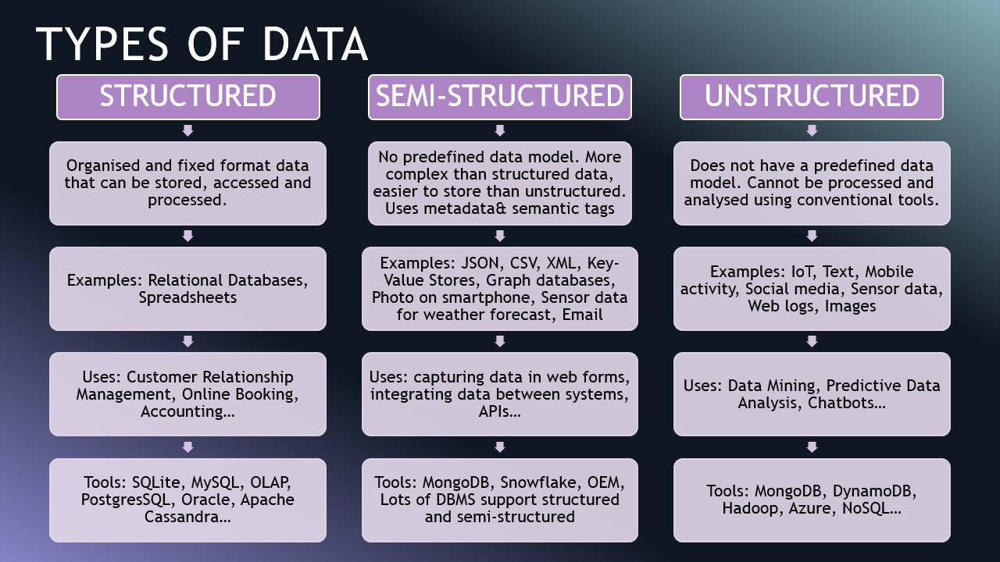 TYPES OF DATA
STRUCTURED
Organised and fixed format data
that can be stored, accessed and
processed.
Examples: Relational Databases,
Spreadsheets
Uses: Customer Relationship
Management, Online Booking,
Accounting…
Tools: SQLite, MySQL, OLAP,
PostgresSQL, Oracle, Apache
Cassandra…
SEMI-STRUCTURED
No predefined data model. More
complex than structured data,
easier to store than unstructured.
Uses metadata& semantic tags
Examples: JSON, CSV, XML, Key-
Value Stores, Graph databases,
Photo on smartphone, Sensor data
for weather forecast, Email
Uses: capturing data in web forms,
integrating data between systems,
APIs…
Tools: MongoDB, Snowflake, OEM,
Lots of DBMS support structured
and semi-structured
UNSTRUCTURED
Does not have a predefined data
model. Cannot be processed and
analysed using conventional tools.
Examples: IoT, Text, Mobile
activity, Social media, Sensor data,
Web logs, Images
Uses: Data Mining, Predictive Data
Analysis, Chatbots…
Tools: MongoDB, DynamoDB,
Hadoop, Azure, NoSQL…